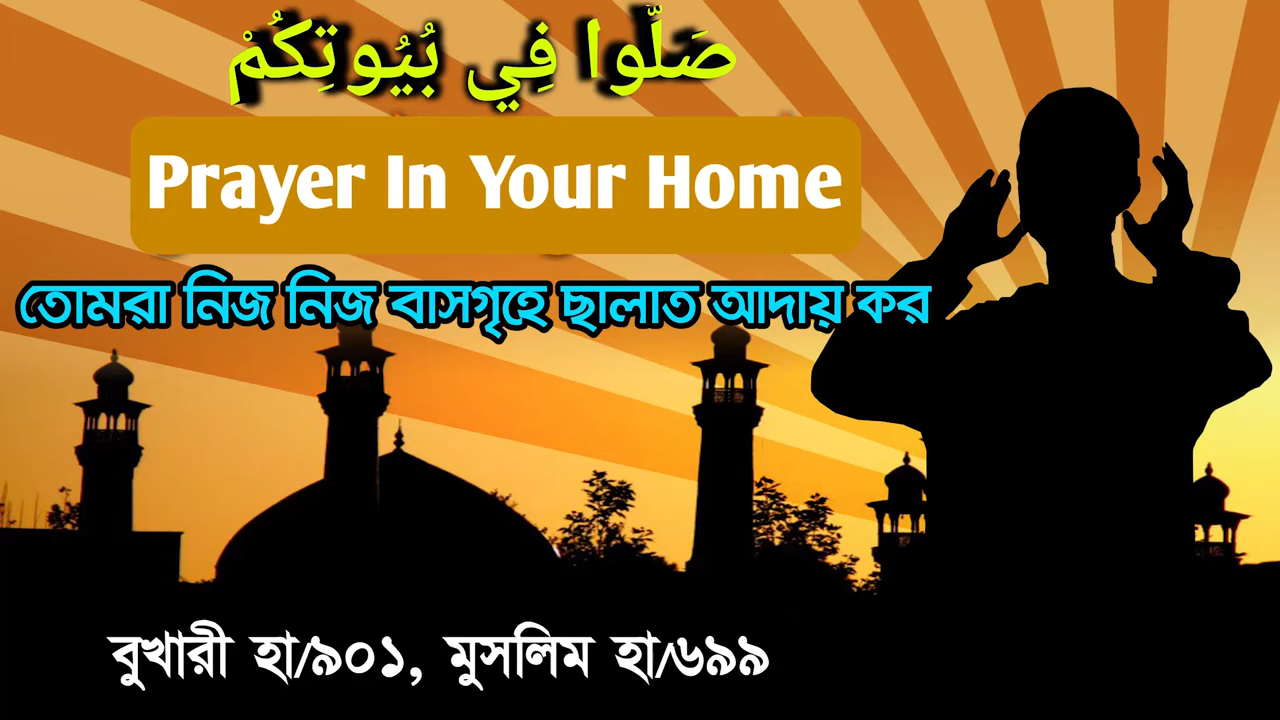 صَلُّوا فِي بُيُوتِكُمْ
Prayer In Your Home
তোমরা নিজ নিজ বাসগৃহে ছালাত আদায় কর
বুখারী হা/৯০১, মুসলিম হা/৬৯৯